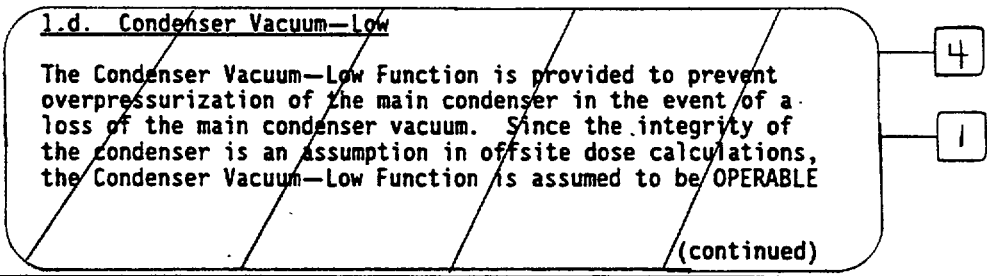 1.d. Condenser Vacuum—Low
The Condenser Vacuum—Low Function is provided to prevent
overpressurization of the main condenser in the event of a
loss of the main condenser vacuum. Since the integrity of
the condenser is an assumption in offsite dose calculations,
the Condenser Vacuum—Low Function is assumed to be OPERABLE
(continued)
4
1